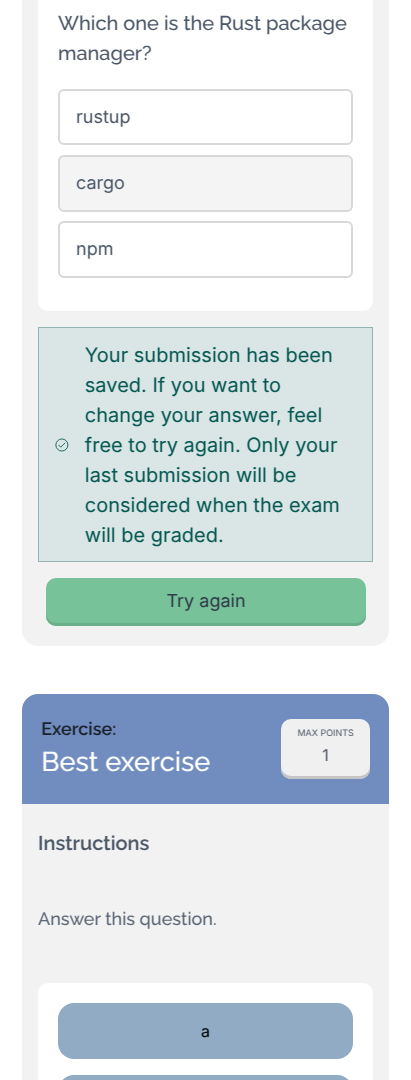 Which one is the Rust package
manager?
rustup
cargo
npm
Your submission has been
saved. If you want to
change your answer, feel
free to try again. Only your
last submission will be
considered when the exam
will be graded.
Try again
Exercise:
Best exercise
MAX POINTS
1
Instructions
Answer this question.
a